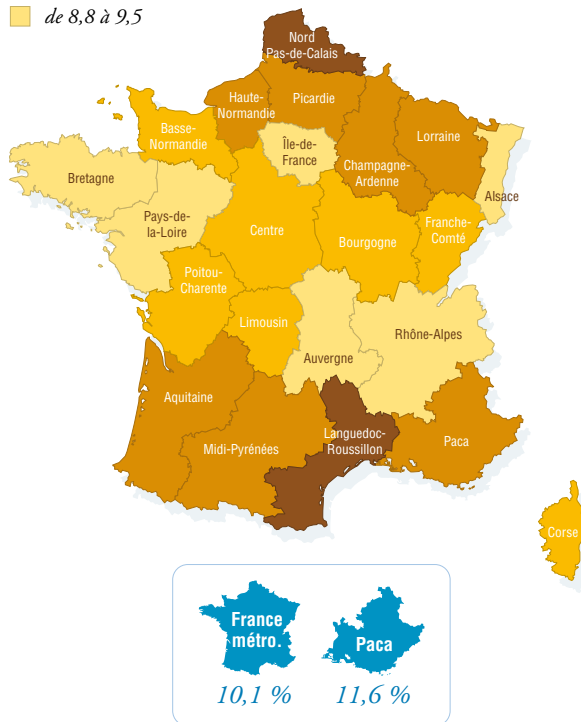 de 8,8 à 9,5
Nord
Pas-de-Calais
Haute-
Normandie
Picardie
Basse-
Normandie
Île-de-
France
Lorraine
Champagne-
Ardenne
Alsace
Bretagne
Pays-de-
la-Loire
Centre
Bourgogne
Franche-
Comté
Poitou-
Charente
Limousin
Auvergne
Rhône-Alpes
Aquitaine
Midi-Pyrénées
Languedoc-
Roussillon
Paca
Corse
France
métro.
Paca
10,1 %
11,6 %